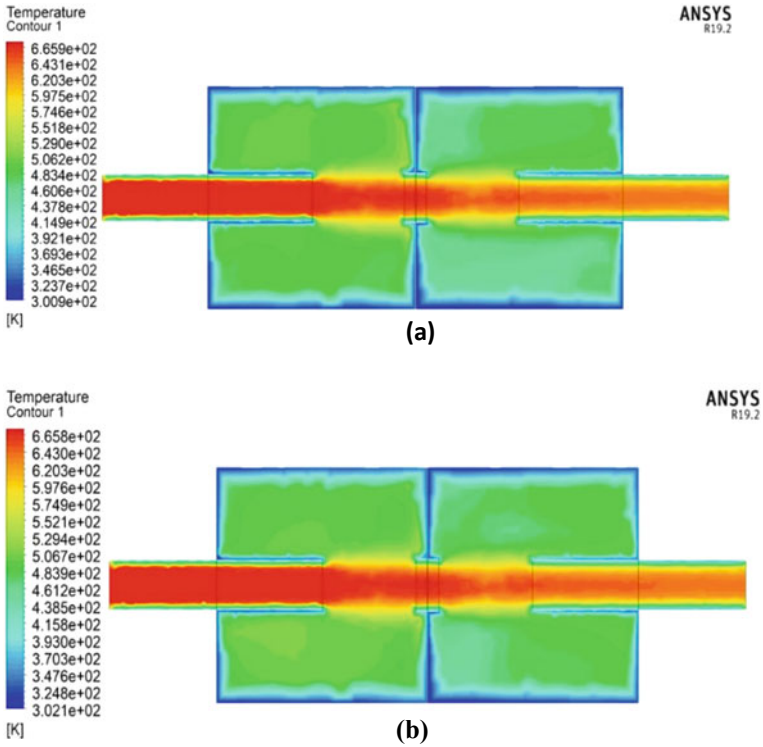 Temperature
Contour 1
ANSYS
R19.2
6.659e+02
6.431e+02
6.203e+02
5.975e+02
5.746e+02
5.518e+02
5.290e+02
5.062e+02
4.834e+02
4.606e+02
4.378e+02
4.149e+02
3.921e+02
3.693e+02
3.465e+02
3.237e+02
3.009e+02
[K]
(a)
Temperature
Contour 1
ANSYS
R19.2
6.658e+02
6.430e+02
6.203e+02
5.976e+02
5.749e+02
5.521e+02
5.294e+02
5.067e+02
4.839e+02
4.612e+02
4.385e+02
4.158e+02
3.930e+02
3.703e+02
3.476e+02
3.248e+02
3.021e+02
[K]
(b)